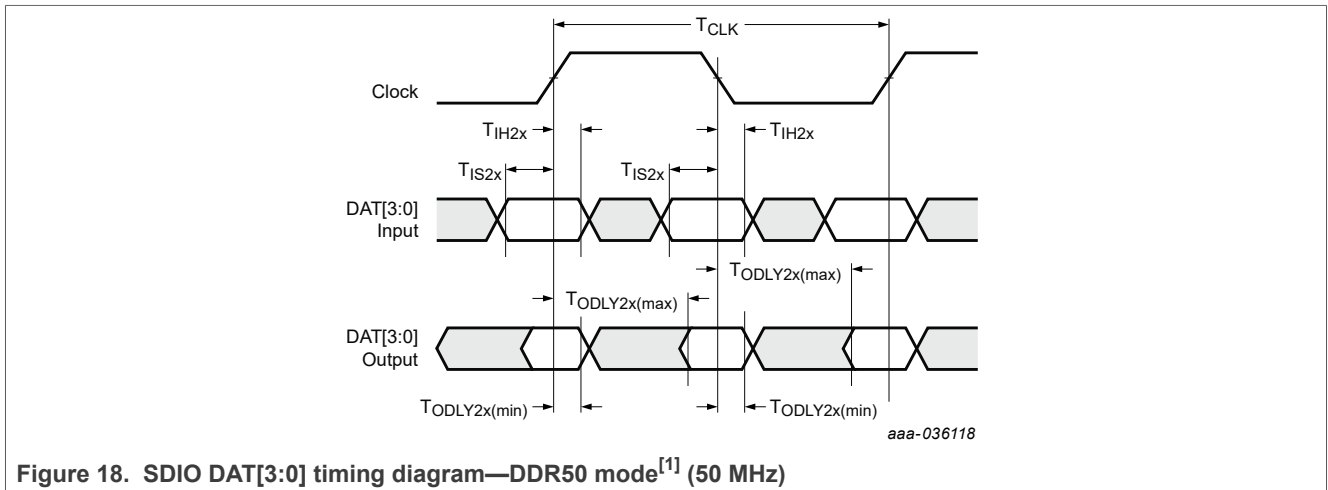 TCLK
Clock
TIH2x
TIH2x
TIS2x
TIS2x
DAT[3:0]
Input
TODLY2x(max)
TODLY2x(max)
DAT[3:0]
Output
TODLY2x(min)
TODLY2x(min)
aaa-036118
Figure 18. SDIO DAT[3:0] timing diagram—DDR50 mode[1] (50 MHz)